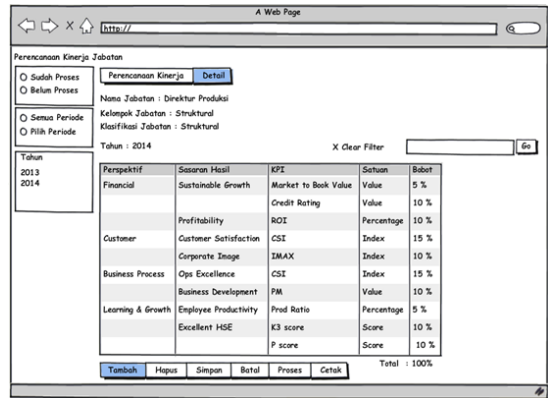 A Web Page
http://
Perencanaan Kinerja Jabatan
Sudah Proses
Belum Proses
Semua Periode
Pilih Periode
Tahun
2013
2014
Perencanaan Kinerja Detail
Nama Jabatan : Direktur Produksi
Kelompok Jabatan : Struktural
Klasifikasi Jabatan : Struktural
Tahun : 2014 X Clear Filter Go
Perspektif Sasaran Hasil KPI Satuan Bobot
Financial Sustainable Growth Market to Book Value Value 5 %
Credit Rating Value 10 %
Profitability ROI Percentage 10 %
Customer Customer Satisfaction CSI Index 15 %
Corporate Image IMAX Index 10 %
Business Process Ops Excellence CSI Index 15 %
Business Development PM Value 10 %
Learning & Growth Employee Productivity Prod Ratio Percentage 5 %
Excellent HSE K3 score Score 10 %
P score Score 10 %
Total : 100%
Tambah Hapus Simpan Batal Proses Cetak